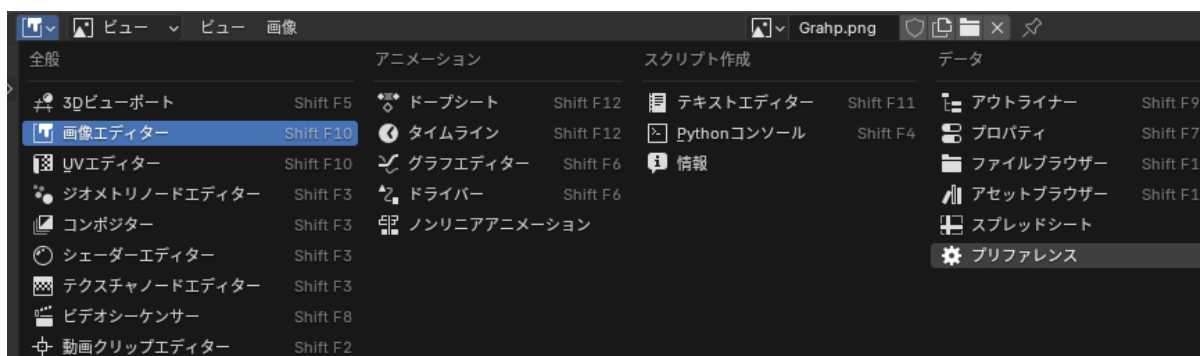 ビュー ビュー 画像 Grahp.png
全般
3Dビューポート Shift F5
画像エディター Shift F10
UVエディター Shift F10
ジオメトリノードエディター Shift F3
コンポジター Shift F3
シェーダーエディター Shift F3
テクスチャノードエディター Shift F3
ビデオシーケンサー Shift F8
動画クリップエディター Shift F2
アニメーション
ドープシート Shift F12
タイムライン Shift F12
グラフエディター Shift F6
ドライバー Shift F6
ノンリニアアニメーション
スクリプト作成
テキストエディター Shift F11
Pythonコンソール Shift F4
情報
データ
アウトライナー Shift F9
プロパティ Shift F7
ファイルブラウザー Shift F1
アセットブラウザー Shift F1
スプレッドシート
プリファレンス